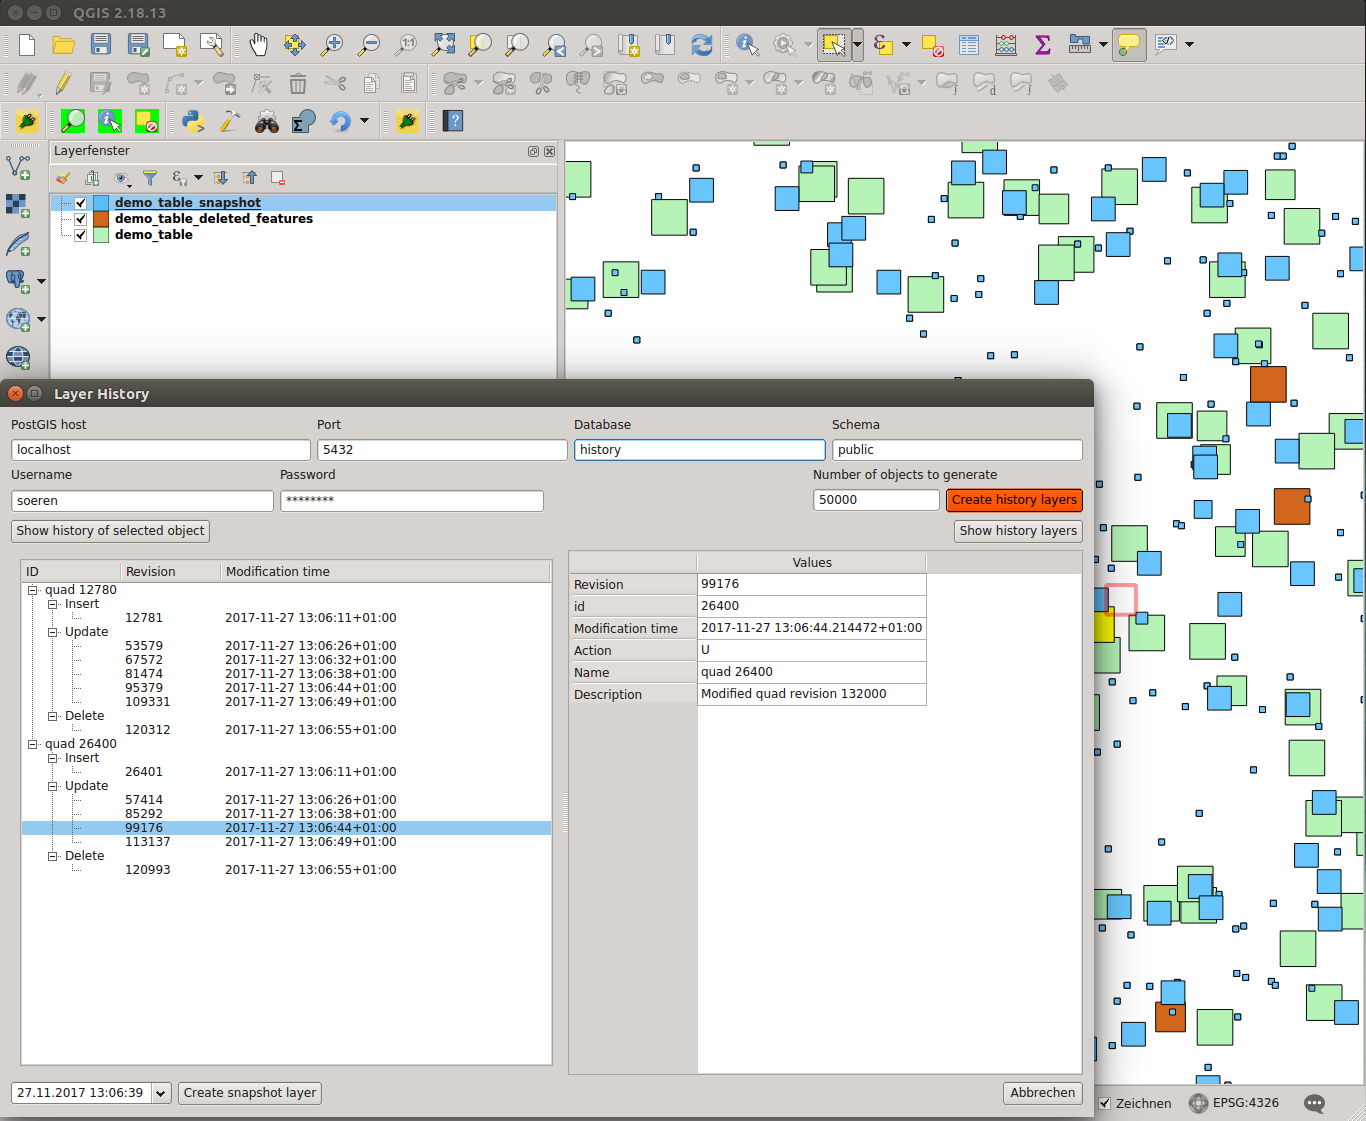 QGIS 2.18.13
1:1
Layerfenster
demo_table_snapshot
demo_table_deleted_features
demo_table
Layer History
PostGIS host Port Database Schema
localhost 5432 history public
Username Password Number of objects to generate
soeren ******** 50000 Create history layers
Show history of selected object Show history layers
ID Revision Modification time
quad 12780
Insert
12781 2017-11-27 13:06:11+01:00
Update
53579 2017-11-27 13:06:26+01:00
67572 2017-11-27 13:06:32+01:00
81474 2017-11-27 13:06:38+01:00
95379 2017-11-27 13:06:44+01:00
109331 2017-11-27 13:06:49+01:00
Delete
120312 2017-11-27 13:06:55+01:00
quad 26400
Insert
26401 2017-11-27 13:06:11+01:00
Update
57414 2017-11-27 13:06:26+01:00
85292 2017-11-27 13:06:38+01:00
99176 2017-11-27 13:06:44+01:00
113137 2017-11-27 13:06:49+01:00
Delete
120993 2017-11-27 13:06:55+01:00
Values
Revision 99176
id 26400
Modification time 2017-11-27 13:06:44.214472+01:00
Action U
Name quad 26400
Description Modified quad revision 132000
27.11.2017 13:06:39 Create snapshot layer Abbrechen
Zeichnen EPSG:4326